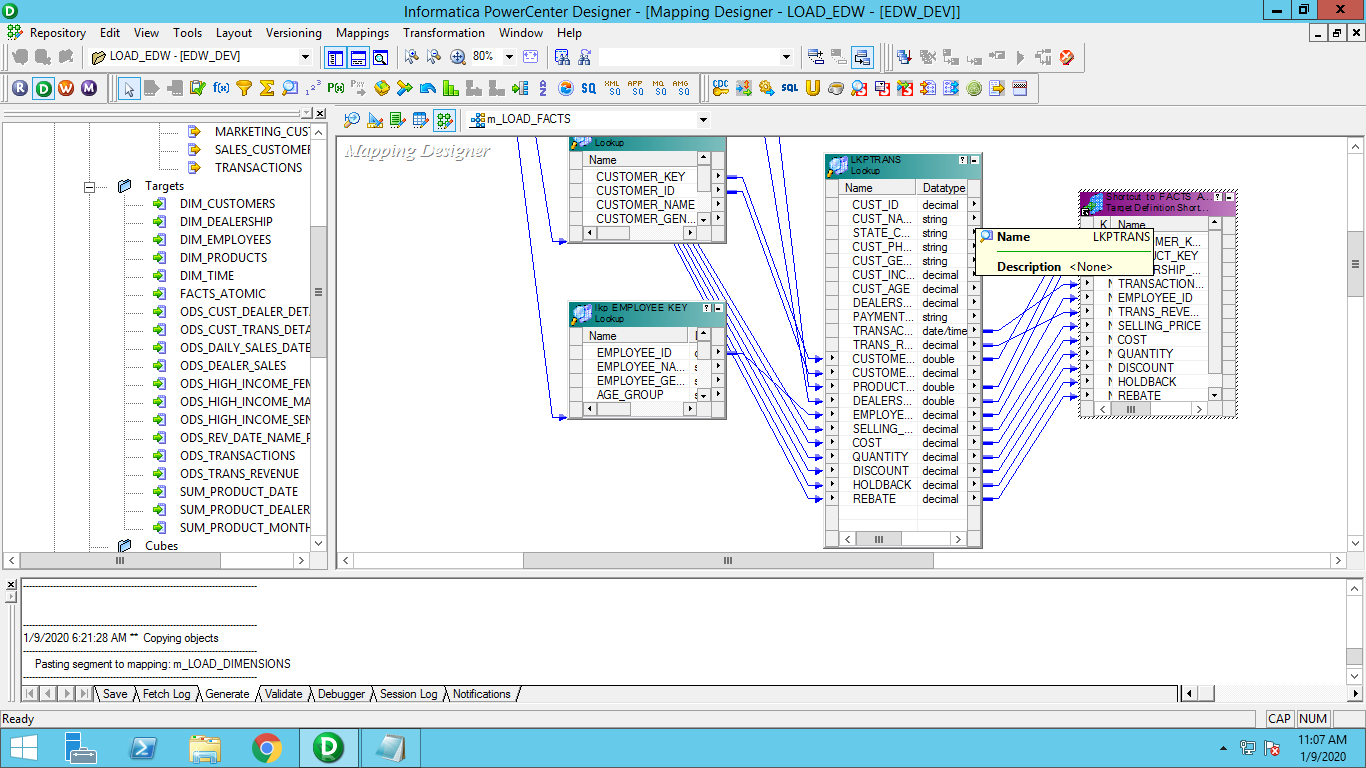 Informatica PowerCenter Designer - [Mapping Designer - LOAD_EDW - [EDW_DEV]]
Repository Edit View Tools Layout Versioning Mappings Transformation Window Help
LOAD_EDW - [EDW_DEV]
80%
m_LOAD_FACTS
MARKETING_CUST
SALES_CUSTOMER
TRANSACTIONS
Targets
DIM_CUSTOMERS
DIM_DEALERSHIP
DIM_EMPLOYEES
DIM_PRODUCTS
DIM_TIME
FACTS_ATOMIC
ODS_CUST_DEALER_DETA
ODS_CUST_TRANS_DETA
ODS_DAILY_SALES_DATE
ODS_DEALER_SALES
ODS_HIGH_INCOME_FEM
ODS_HIGH_INCOME_MA
ODS_HIGH_INCOME_SEN
ODS_REV_DATE_NAME_P
ODS_TRANSACTIONS
ODS_TRANS_REVENUE
SUM_PRODUCT_DATE
SUM_PRODUCT_DEALER
SUM_PRODUCT_MONTH
Cubes
Mapping Designer
Lookup
Name
CUSTOMER_KEY
CUSTOMER_ID
CUSTOMER_NAME
CUSTOMER_GEN...
lkp EMPLOYEE KEY
Lookup
Name
EMPLOYEE_ID
EMPLOYEE_NA...
EMPLOYEE_GE...
AGE_GROUP
LKPTRANS
Lookup
Name Datatype
CUST_ID decimal
CUST_NA... string
STATE_C... string
CUST_PH... string
CUST_GE... string
CUST_INC... decimal
CUST_AGE decimal
DEALERS... decimal
PAYMENT... string
TRANSAC... date/time
TRANS_R... decimal
CUSTOME... double
CUSTOME... decimal
PRODUCT... double
DEALERS... double
EMPLOYE... decimal
SELLING_... decimal
COST decimal
QUANTITY decimal
DISCOUNT decimal
HOLDBACK decimal
REBATE decimal
Name LKPTRANS
Description <None>
Shortcut to FACTS A...
Target Definition Short...
K Name
MER_K...
UCT_KEY
RSHIP_...
TRANSACTION...
EMPLOYEE_ID
TRANS_REVE...
SELLING_PRICE
COST
QUANTITY
DISCOUNT
HOLDBACK
REBATE
1/9/2020 6:21:28 AM ** Copying objects
Pasting segment to mapping: m_LOAD_DIMENSIONS
Save Fetch Log Generate Validate Debugger Session Log Notifications
Ready CAP NUM
11:07 AM
1/9/2020